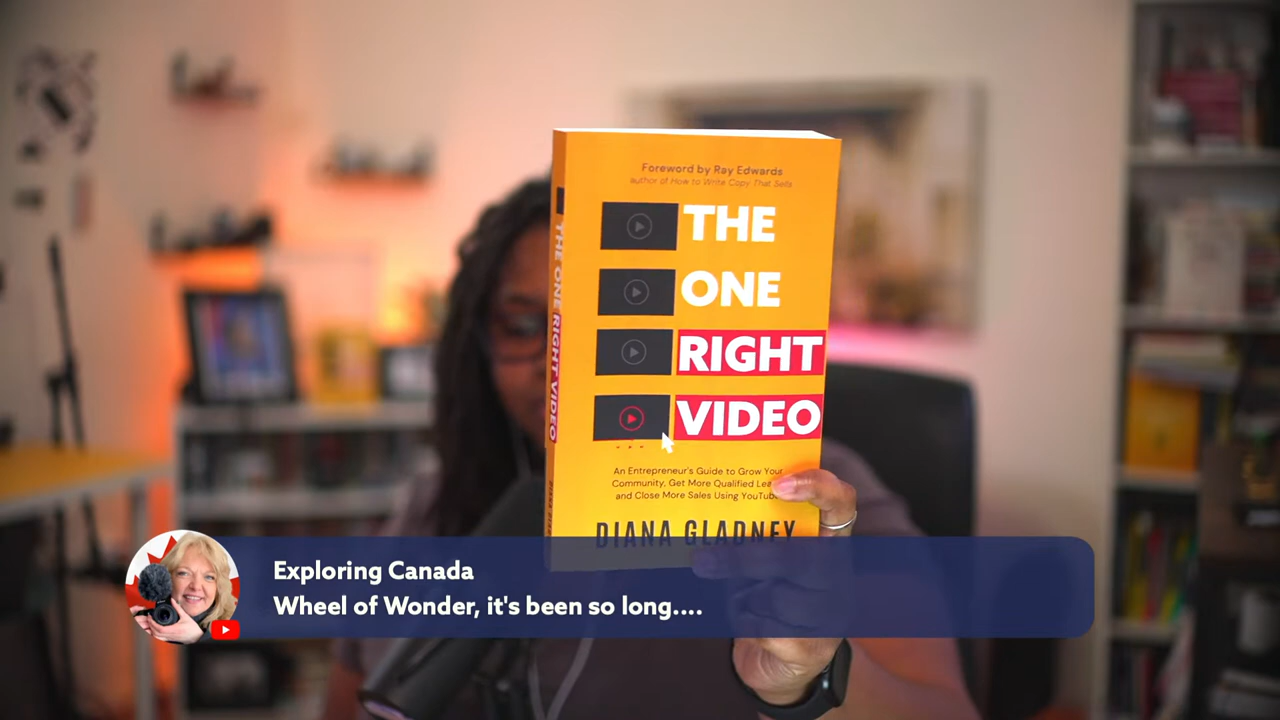 Foreword by Ray Edwards
author of How to Write Copy That Sells
THE
ONE
RIGHT
VIDEO
THE ONE RIGHT VIDEO
An Entrepreneur's Guide to Grow Your
Community, Get More Qualified
and Close More Sales Using YouTube
DIANA GLADNEY
Exploring Canada
Wheel of Wonder, it's been so long....